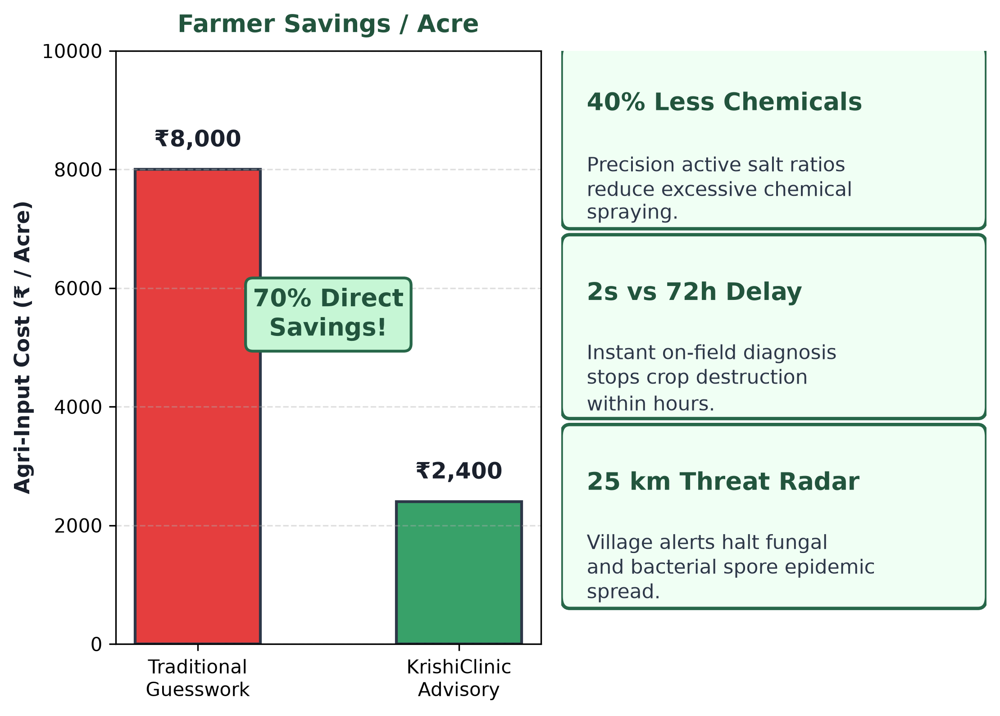 Farmer Savings / Acre
Agri-Input Cost (₹ / Acre)
10000
8000
6000
4000
2000
0
₹8,000
70% Direct
Savings!
₹2,400
Traditional
Guesswork
KrishiClinic
Advisory
40% Less Chemicals
Precision active salt ratios
reduce excessive chemical
spraying.
2s vs 72h Delay
Instant on-field diagnosis
stops crop destruction
within hours.
25 km Threat Radar
Village alerts halt fungal
and bacterial spore epidemic
spread.